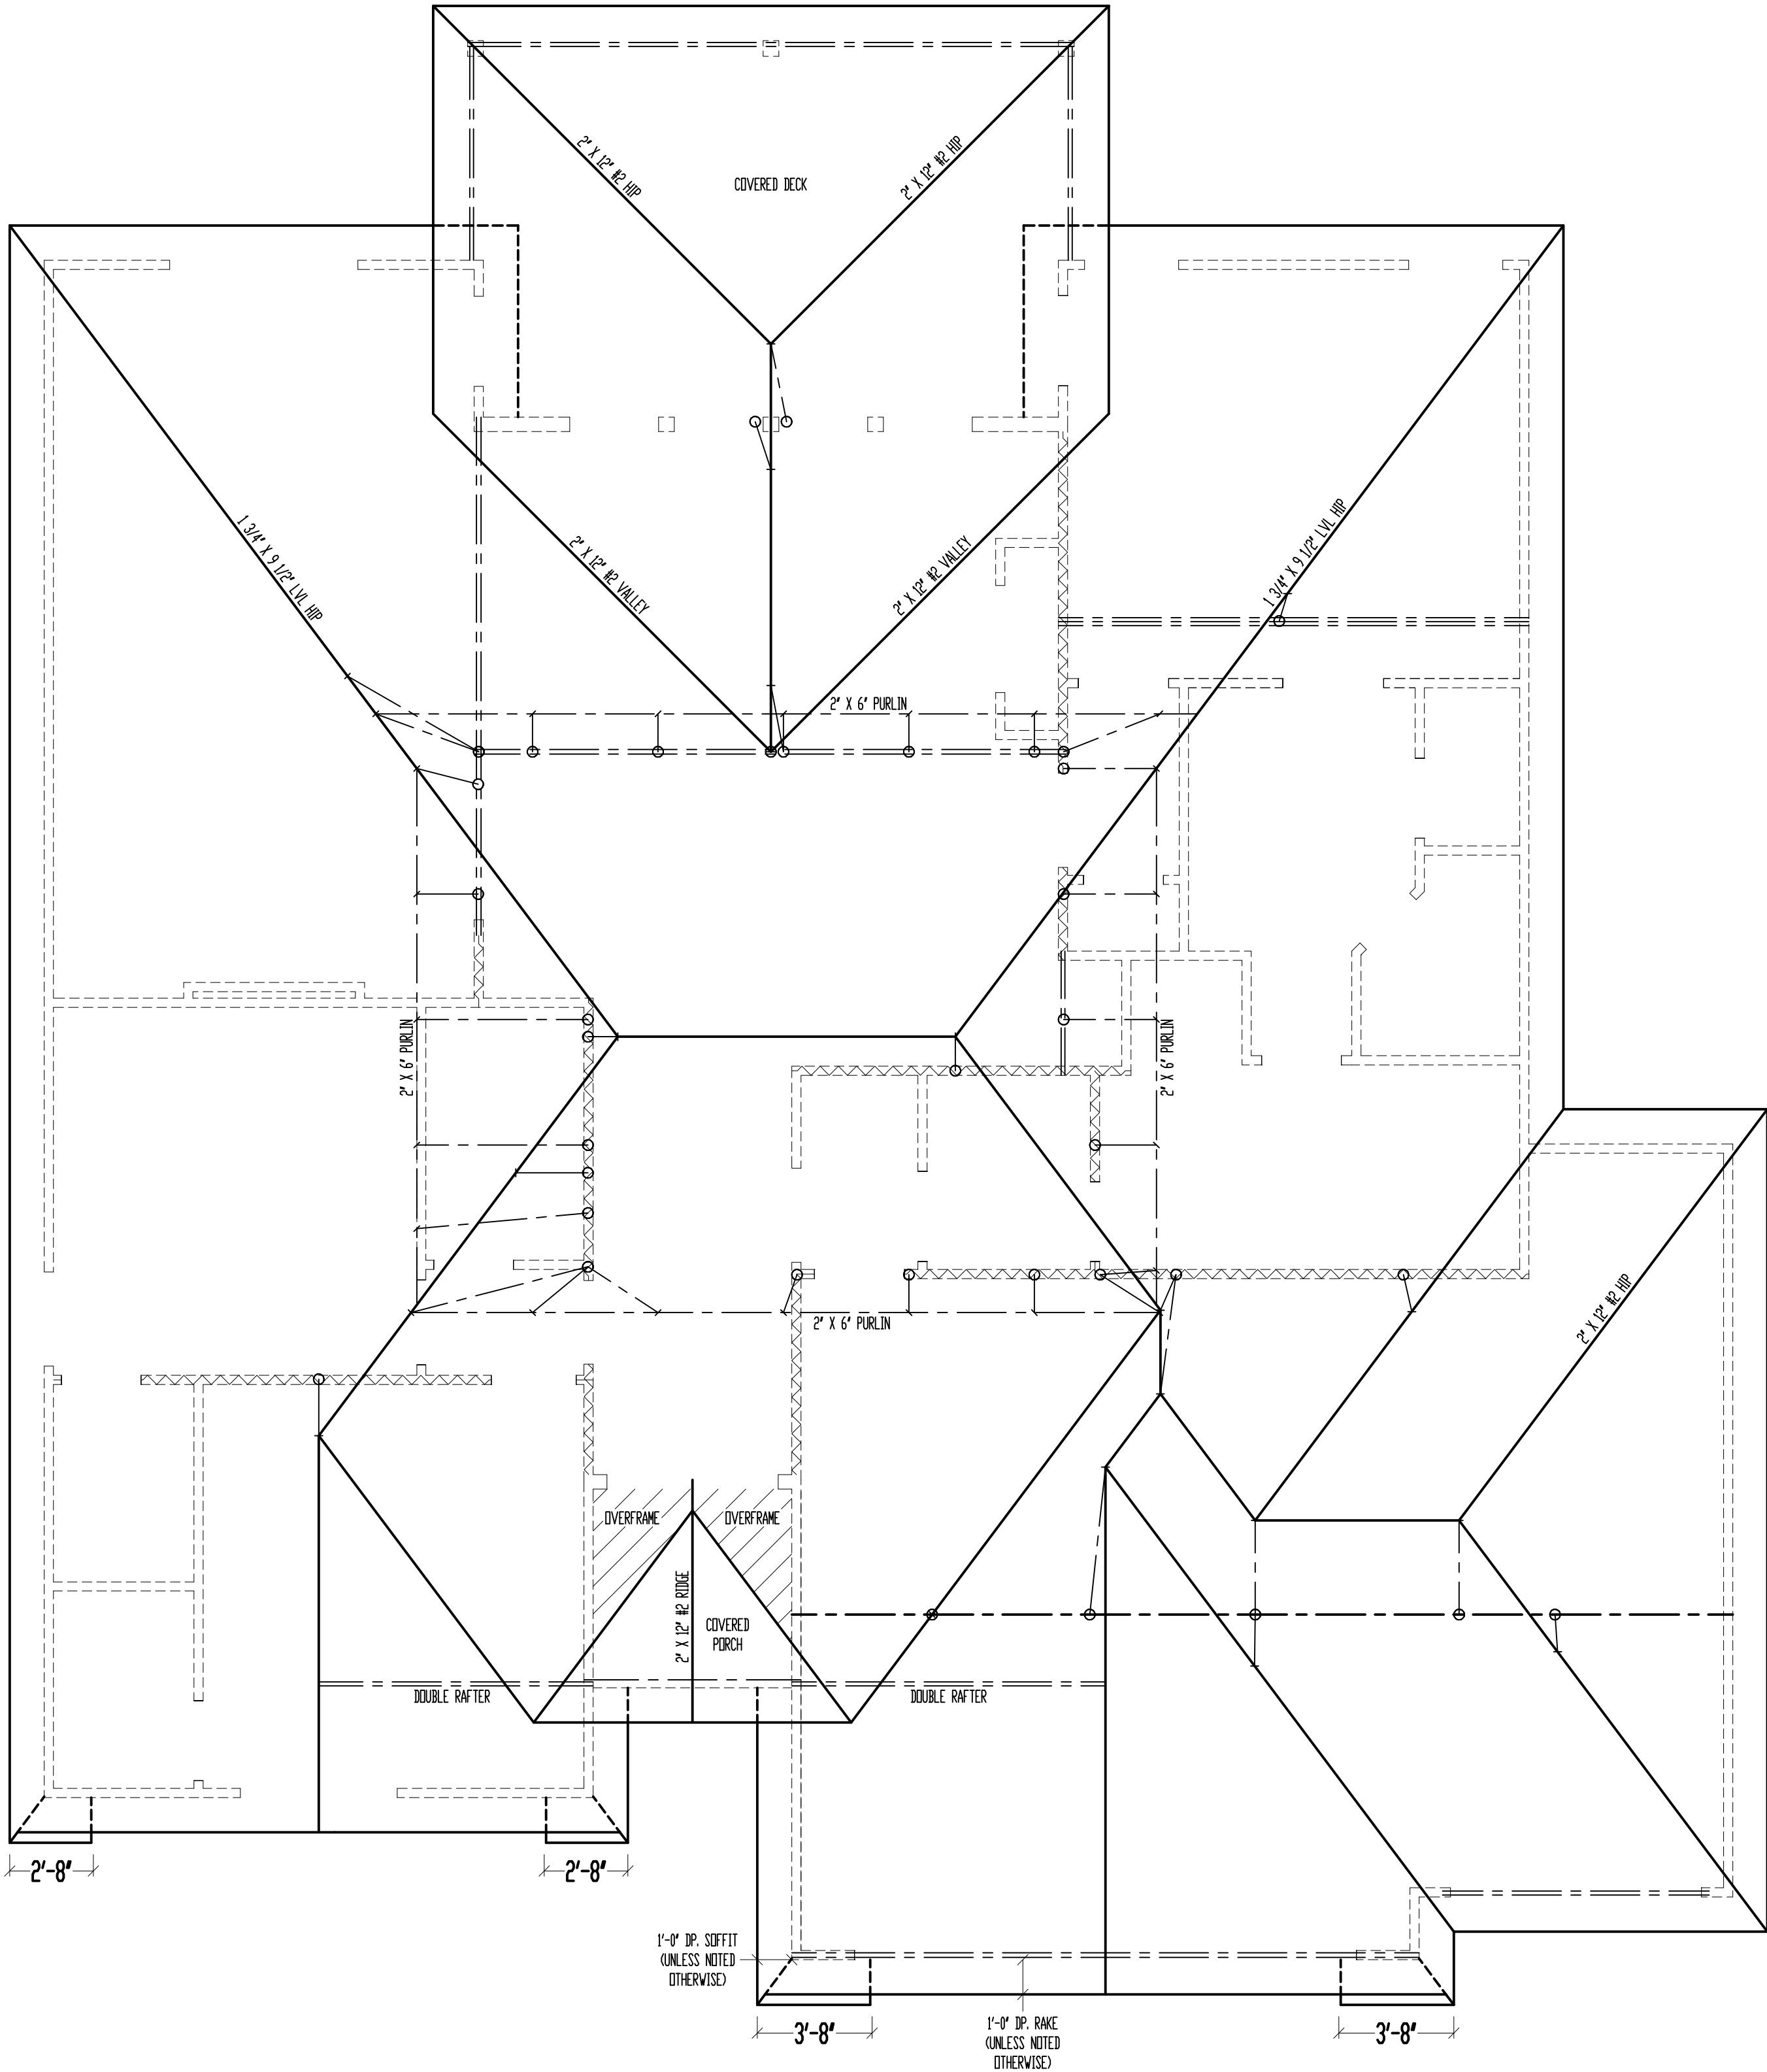 2" X 12" #2 HIP
2" X 12" #2 HIP
COVERED DECK
1 3/4" X 9 1/2" LVL HIP
2" X 12" #2 VALLEY
2" X 12" #2 VALLEY
1 3/4" X 9 1/2" LVL HIP
2" X 6" PURLIN
2" X 6" PURLIN
2" X 6" PURLIN
2" X 6" PURLIN
2" X 12" #2 HIP
OVERFRAME
OVERFRAME
2" X 12" #2 RIDGE
COVERED
PORCH
DOUBLE RAFTER
DOUBLE RAFTER
2'-8"
2'-8"
1'-0" DP. SOFFIT
(UNLESS NOTED
OTHERWISE)
3'-8"
1'-0" DP. RAKE
(UNLESS NOTED
OTHERWISE)
3'-8"